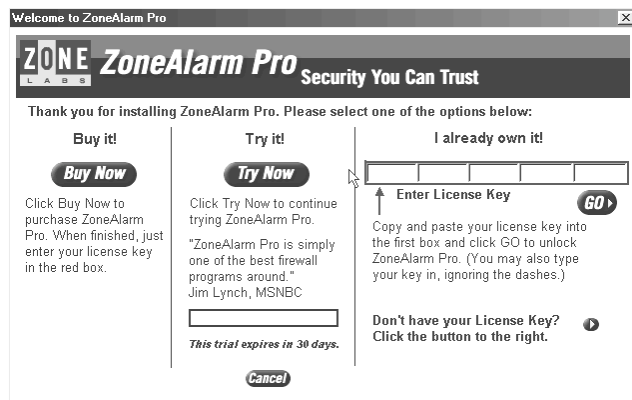 Welcome to ZoneAlarm Pro
ZONE
LABS
ZoneAlarm Pro Security You Can Trust
Thank you for installing ZoneAlarm Pro. Please select one of the options below:
Buy it!
Buy Now
Click Buy Now to
purchase ZoneAlarm
Pro. When finished, just
enter your license key
in the red box.
Try it!
Try Now
Click Try Now to continue
trying ZoneAlarm Pro.
"ZoneAlarm Pro is simply
one of the best firewall
programs around."
Jim Lynch, MSNBC
This trial expires in 30 days.
Cancel
I already own it!
Enter License Key
GO
Copy and paste your license key into
the first box and click GO to unlock
ZoneAlarm Pro. (You may also type
your key in, ignoring the dashes.)
Don't have your License Key?
Click the button to the right.